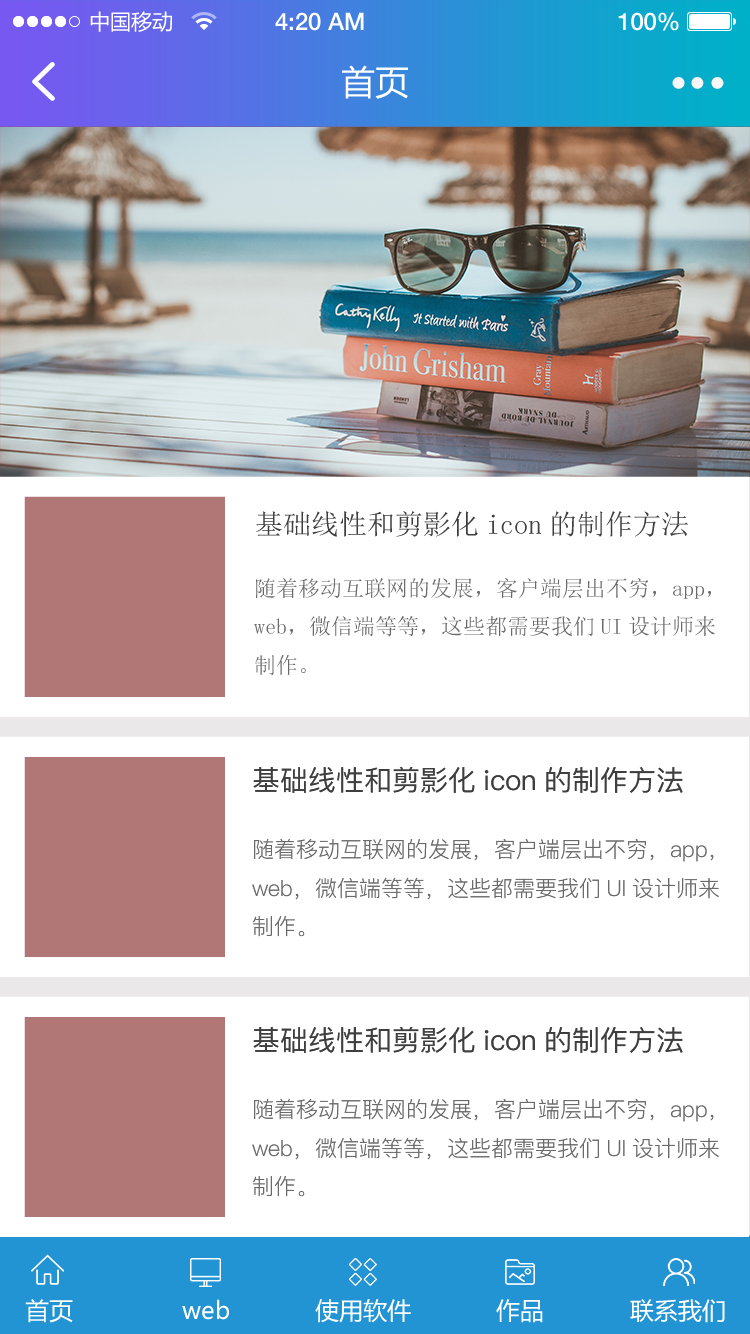 中国移动
4:20 AM
100%
首页
Cathy Kelly It Started with Paris
John Grisham Gray Mountain
JOURNAL DE BORD DU SNARK
基础线性和剪影化 icon 的制作方法
随着移动互联网的发展，客户端层出不穷，app，
web，微信端等等，这些都需要我们 UI 设计师来
制作。
基础线性和剪影化 icon 的制作方法
随着移动互联网的发展，客户端层出不穷，app，
web，微信端等等，这些都需要我们 UI 设计师来
制作。
基础线性和剪影化 icon 的制作方法
随着移动互联网的发展，客户端层出不穷，app，
web，微信端等等，这些都需要我们 UI 设计师来
制作。
首页
web
使用软件
作品
联系我们